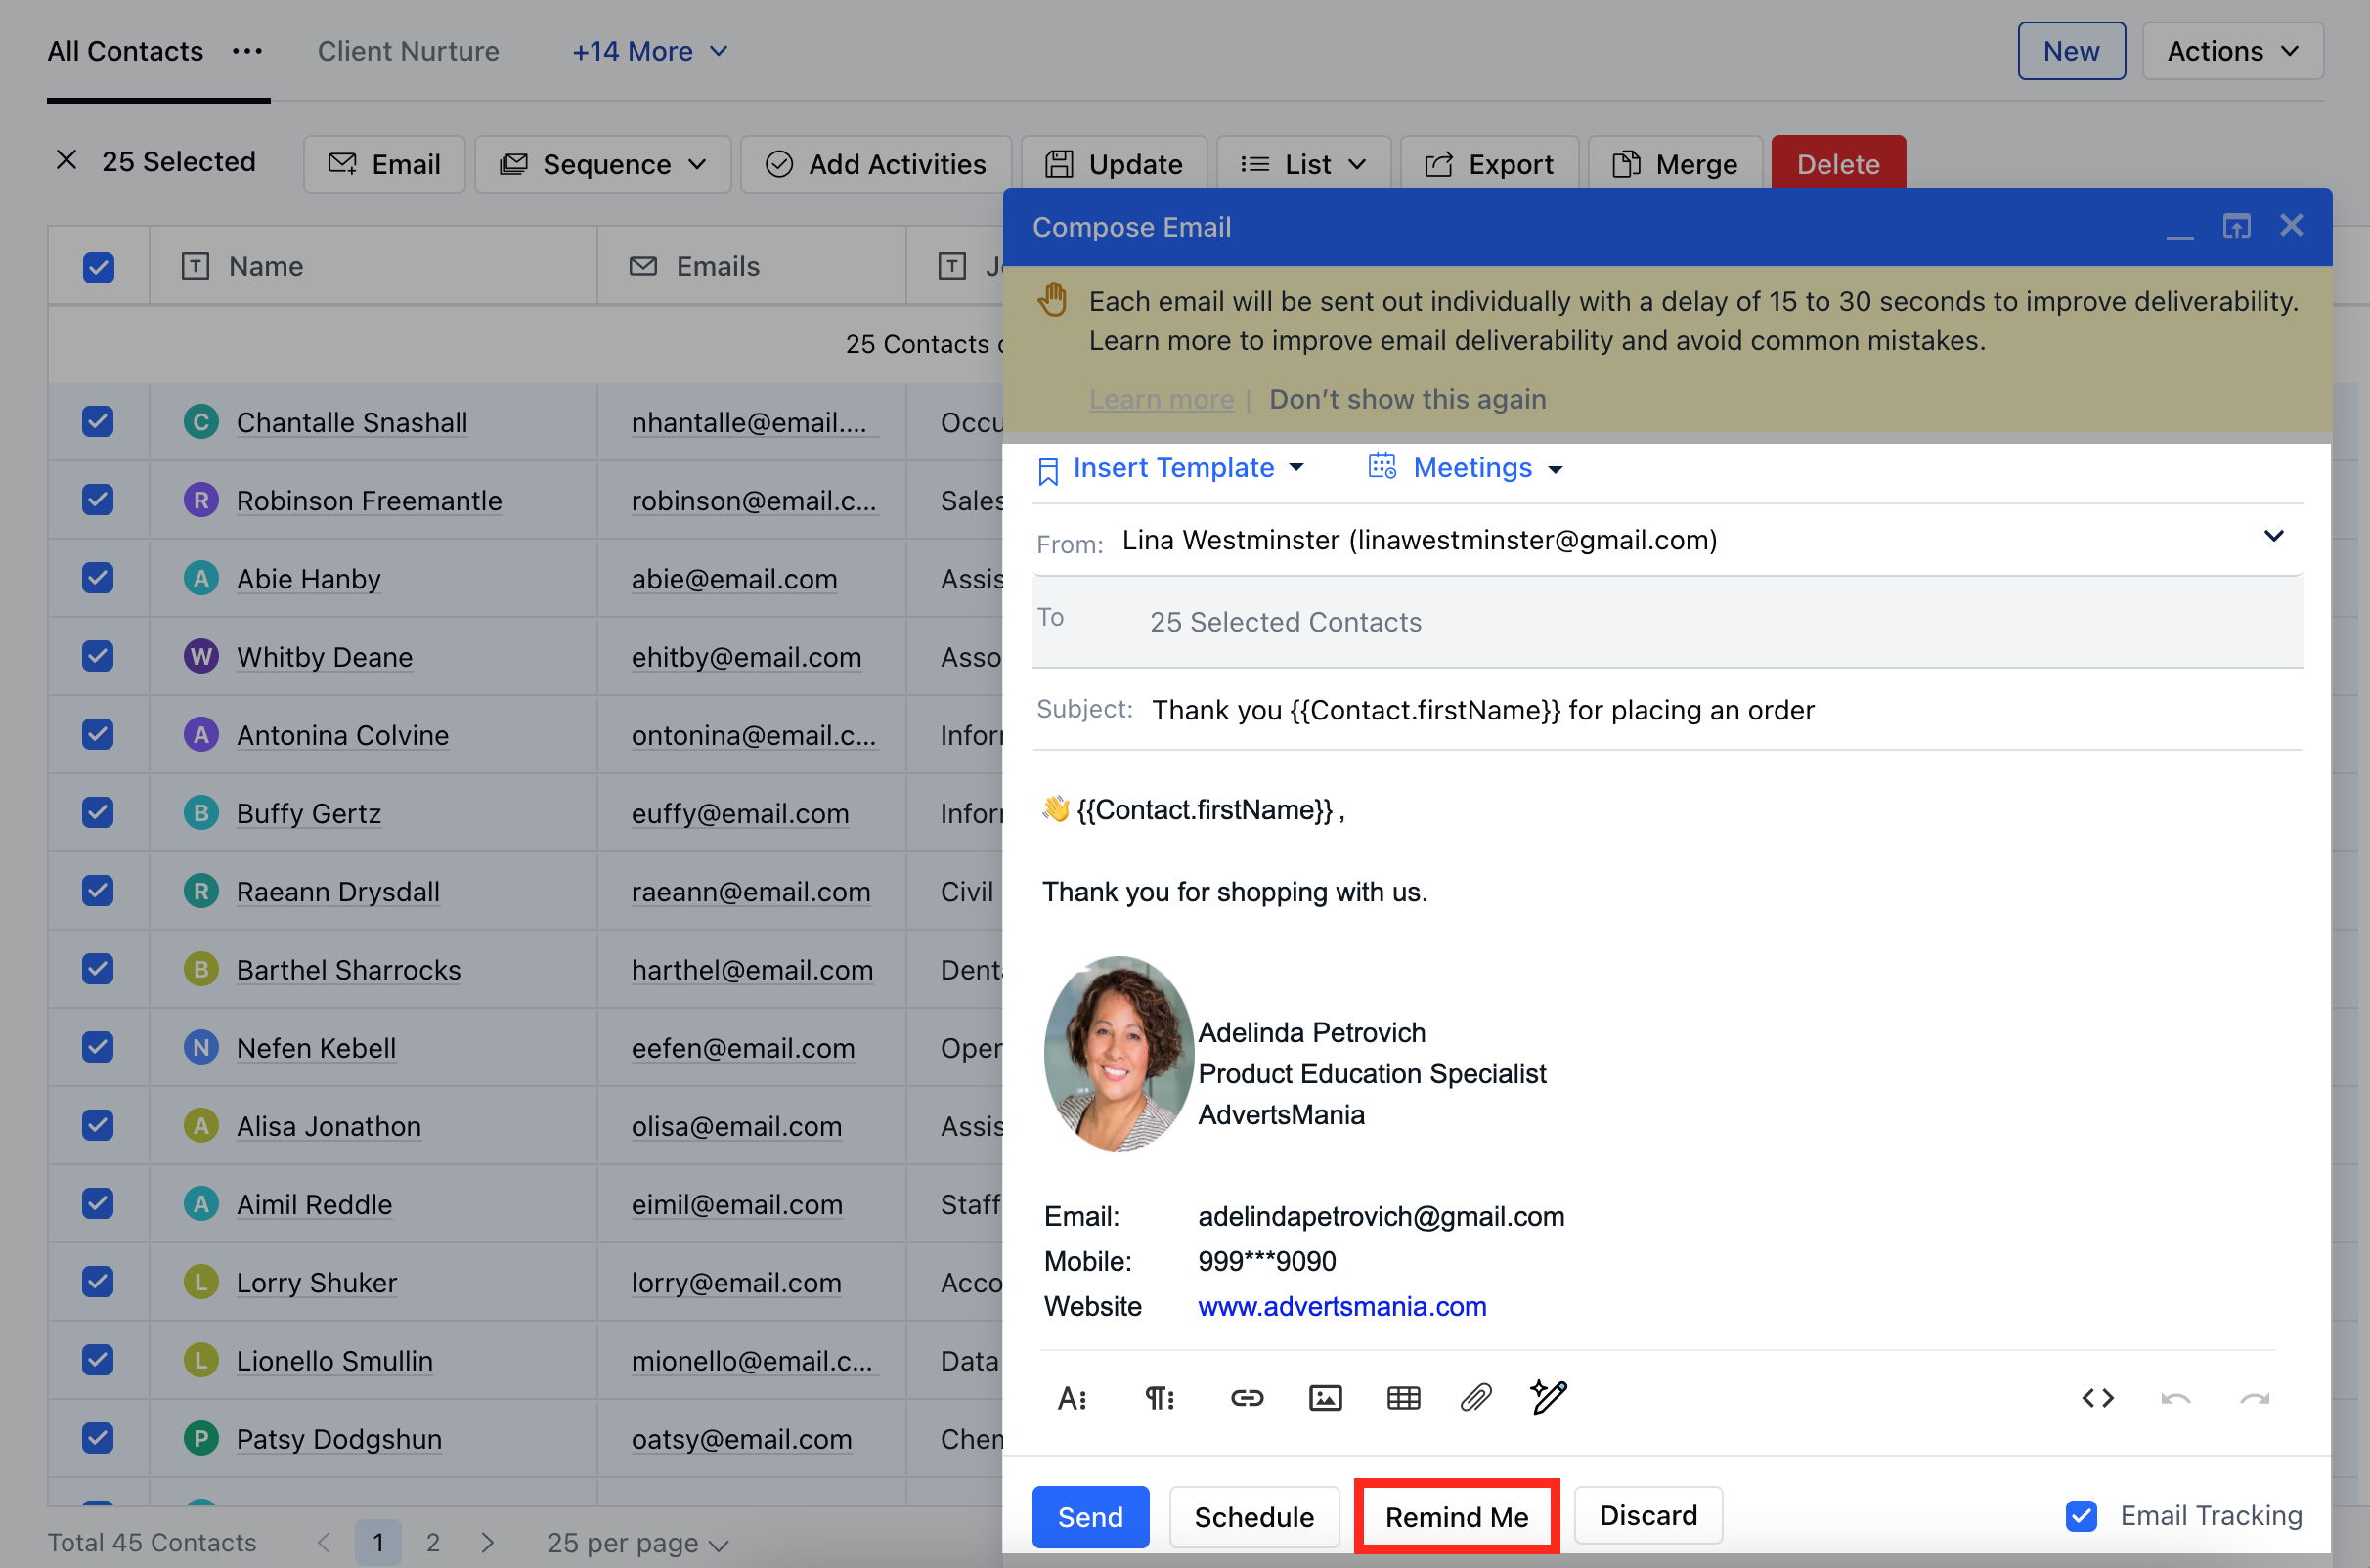 All Contacts ••• Client Nurture +14 More New Actions
25 Selected Email Sequence Add Activities Update List Export Merge Delete
Name Emails
25 Contacts
C Chantalle Snashall nhantalle@email.... Occu
R Robinson Freemantle robinson@email.c... Sales
A Abie Hanby abie@email.com Assis
W Whitby Deane ehitby@email.com Asso
A Antonina Colvine ontonina@email.c... Infor
B Buffy Gertz euffy@email.com Infor
R Raeann Drysdall raeann@email.com Civil
B Barthel Sharrocks harthel@email.com Dent
N Nefen Kebell eefen@email.com Oper
A Alisa Jonathon olisa@email.com Assis
A Aimil Reddle eimil@email.com Staff
L Lorry Shuker lorry@email.com Acco
L Lionello Smullin mionello@email.c... Data
P Patsy Dodgshun oatsy@email.com Chem
Total 45 Contacts 1 2 25 per page
Compose Email
Each email will be sent out individually with a delay of 15 to 30 seconds to improve deliverability.
Learn more to improve email deliverability and avoid common mistakes.
Learn more | Don’t show this again
Insert Template Meetings
From: Lina Westminster (linawestminster@gmail.com)
To 25 Selected Contacts
Subject: Thank you {{Contact.firstName}} for placing an order
👋 {{Contact.firstName}} ,
Thank you for shopping with us.
Adelinda Petrovich
Product Education Specialist
AdvertsMania
Email: adelindapetrovich@gmail.com
Mobile: 999***9090
Website www.advertsmania.com
Send Schedule Remind Me Discard Email Tracking